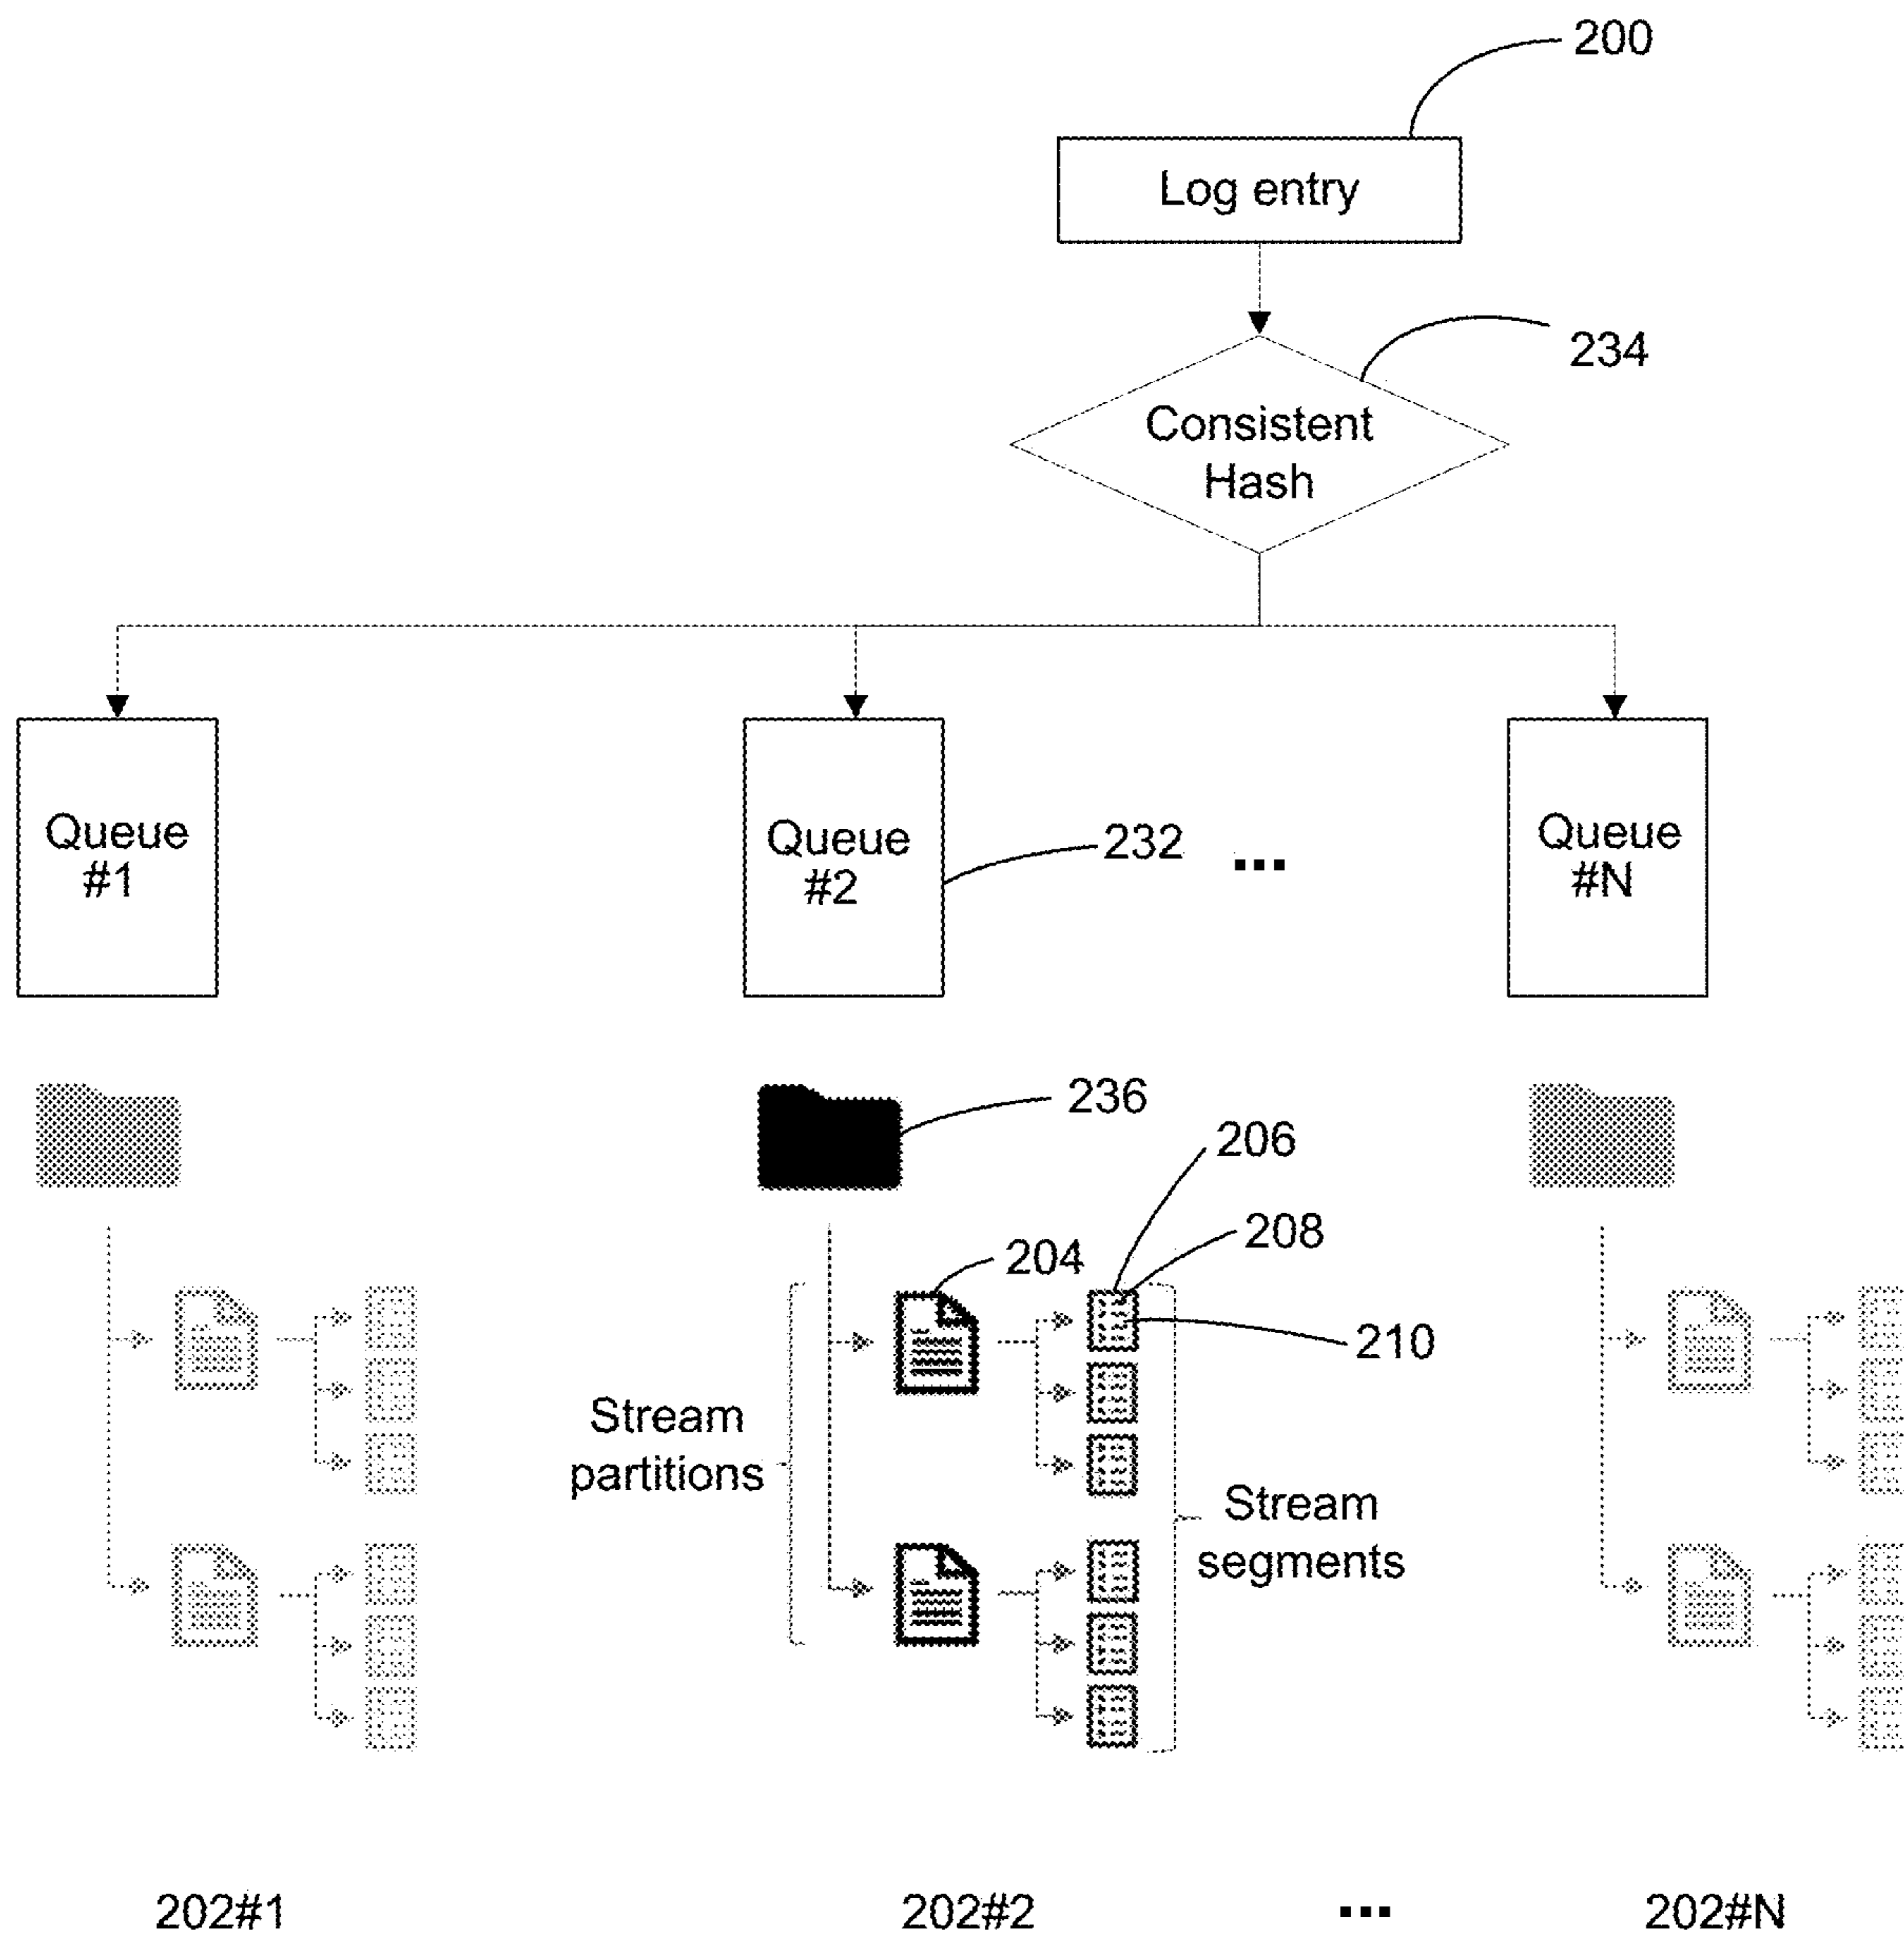 200
Log entry
234
Consistent
Hash
Queue
#1
Queue
#2
232
...
Queue
#N
236
206
208
204
210
Stream
partitions
Stream
segments
202#1
202#2
...
202#N